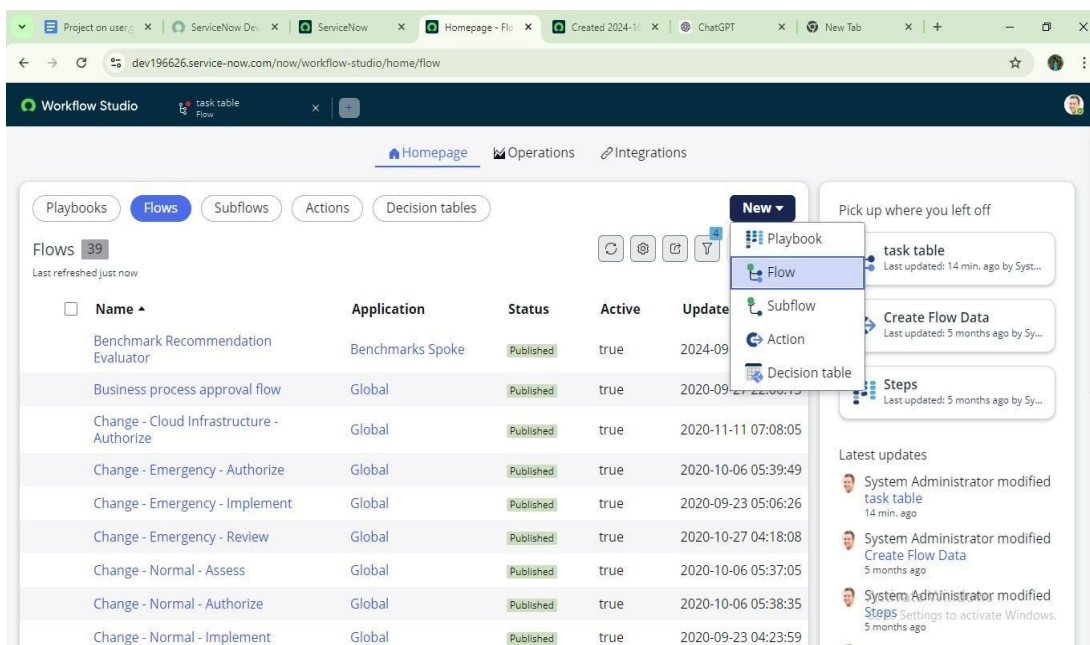 Project on user,
ServiceNow Dev
ServiceNow
Homepage - Flo
Created 2024-10
ChatGPT
New Tab
dev196626.service-now.com/now/workflow-studio/home/flow
Workflow Studio
task table
Flow
Homepage
Operations
Integrations
Playbooks
Flows
Subflows
Actions
Decision tables
New
Flows 39
Last refreshed just now
4
Playbook
Flow
Subflow
Action
Decision table
Name
Application
Status
Active
Update
Benchmark Recommendation
Evaluator
Benchmarks Spoke
Published
true
2024-09
Business process approval flow
Global
Published
true
Change - Cloud Infrastructure -
Authorize
Global
Published
true
2020-11-11 07:08:05
Change - Emergency - Authorize
Global
Published
true
2020-10-06 05:39:49
Change - Emergency - Implement
Global
Published
true
2020-09-23 05:06:26
Change - Emergency - Review
Global
Published
true
2020-10-27 04:18:08
Change - Normal - Assess
Global
Published
true
2020-10-06 05:37:05
Change - Normal - Authorize
Global
Published
true
2020-10-06 05:38:35
Change - Normal - Implement
Global
Published
true
2020-09-23 04:23:59
Pick up where you left off
task table
Last updated: 14 min. ago by Syst...
Create Flow Data
Last updated: 5 months ago by Sy...
Steps
Last updated: 5 months ago by Sy...
Latest updates
System Administrator modified
task table
14 min. ago
System Administrator modified
Create Flow Data
5 months ago
System Administrator modified
Steps
Settings to activate Windows.
5 months ago